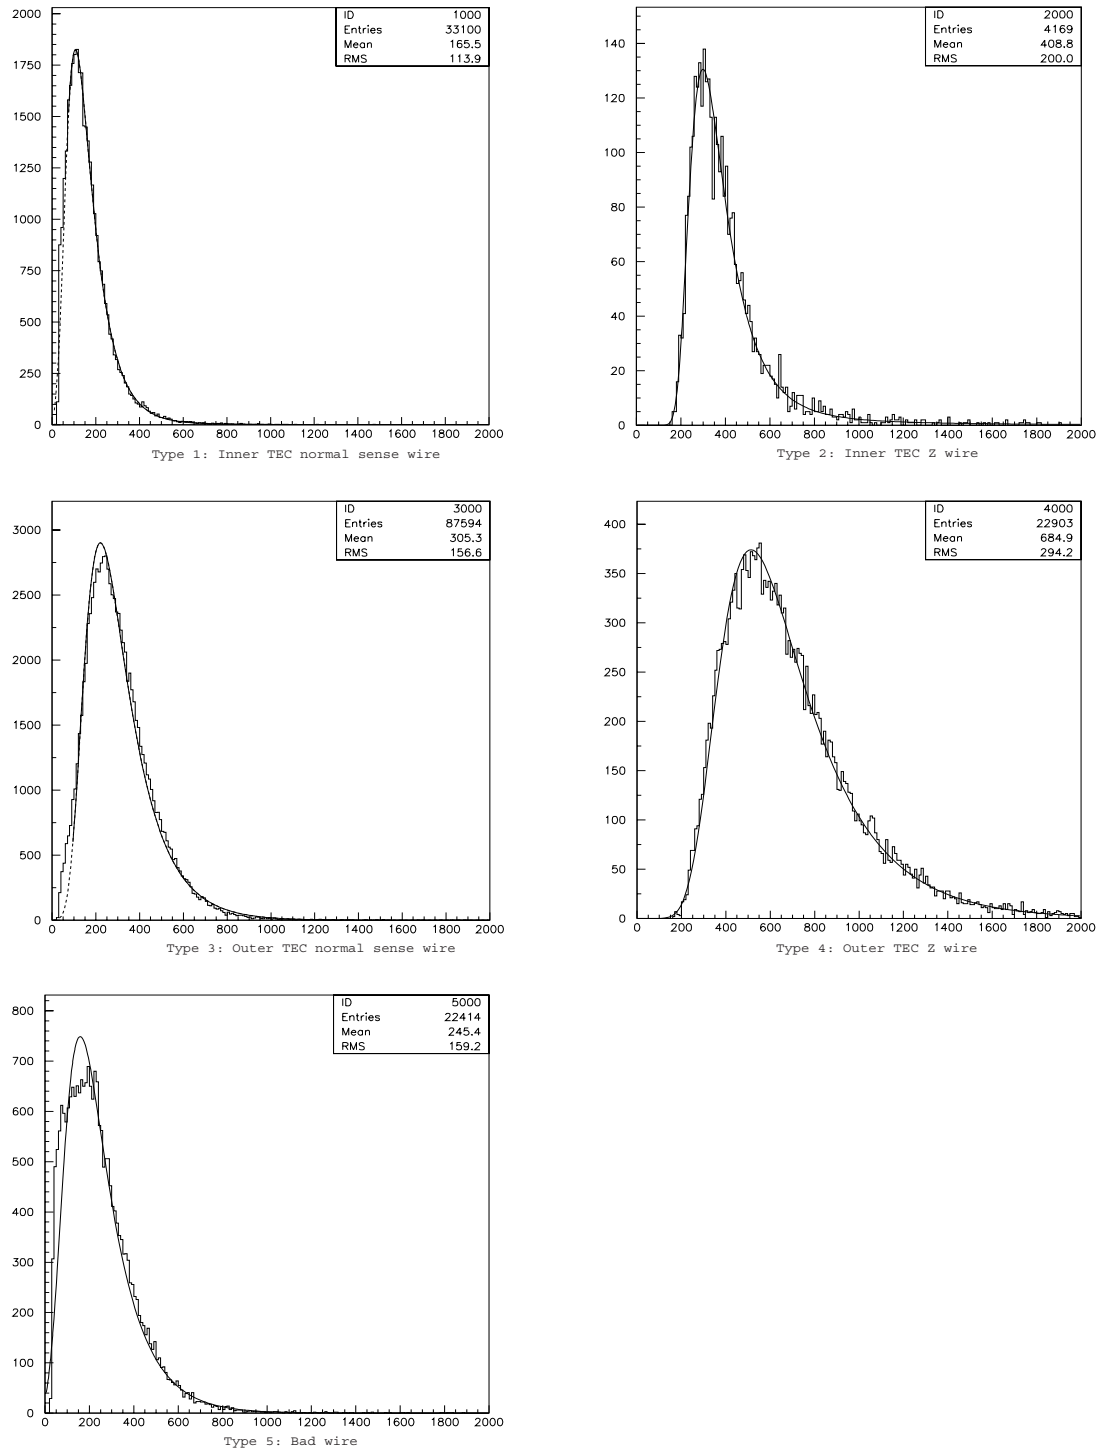 ID 1000
Entries 33100
Mean 165.5
RMS 113.9
2000
1750
1500
1250
1000
750
500
250
0
0 200 400 600 800 1000 1200 1400 1600 1800 2000
Type 1: Inner TEC normal sense wire
ID 2000
Entries 4169
Mean 408.8
RMS 200.0
140
120
100
80
60
40
20
0
0 200 400 600 800 1000 1200 1400 1600 1800 2000
Type 2: Inner TEC Z wire
ID 3000
Entries 87594
Mean 305.3
RMS 156.6
3000
2500
2000
1500
1000
500
0
0 200 400 600 800 1000 1200 1400 1600 1800 2000
Type 3: Outer TEC normal sense wire
ID 4000
Entries 22903
Mean 684.9
RMS 294.2
400
350
300
250
200
150
100
50
0
0 200 400 600 800 1000 1200 1400 1600 1800 2000
Type 4: Outer TEC Z wire
ID 5000
Entries 22414
Mean 245.4
RMS 159.2
800
700
600
500
400
300
200
100
0
0 200 400 600 800 1000 1200 1400 1600 1800 2000
Type 5: Bad wire